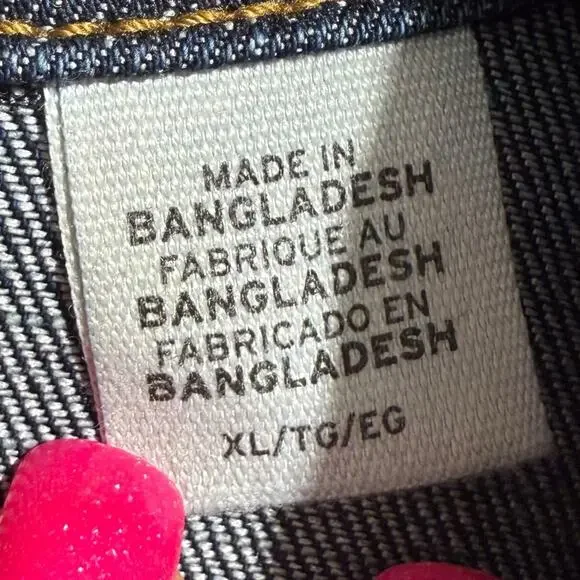 MADE IN
BANGLADESH
FABRIQUE AU
BANGLADESH
FABRICADO EN
BANGLADESH
XL/TG/EG